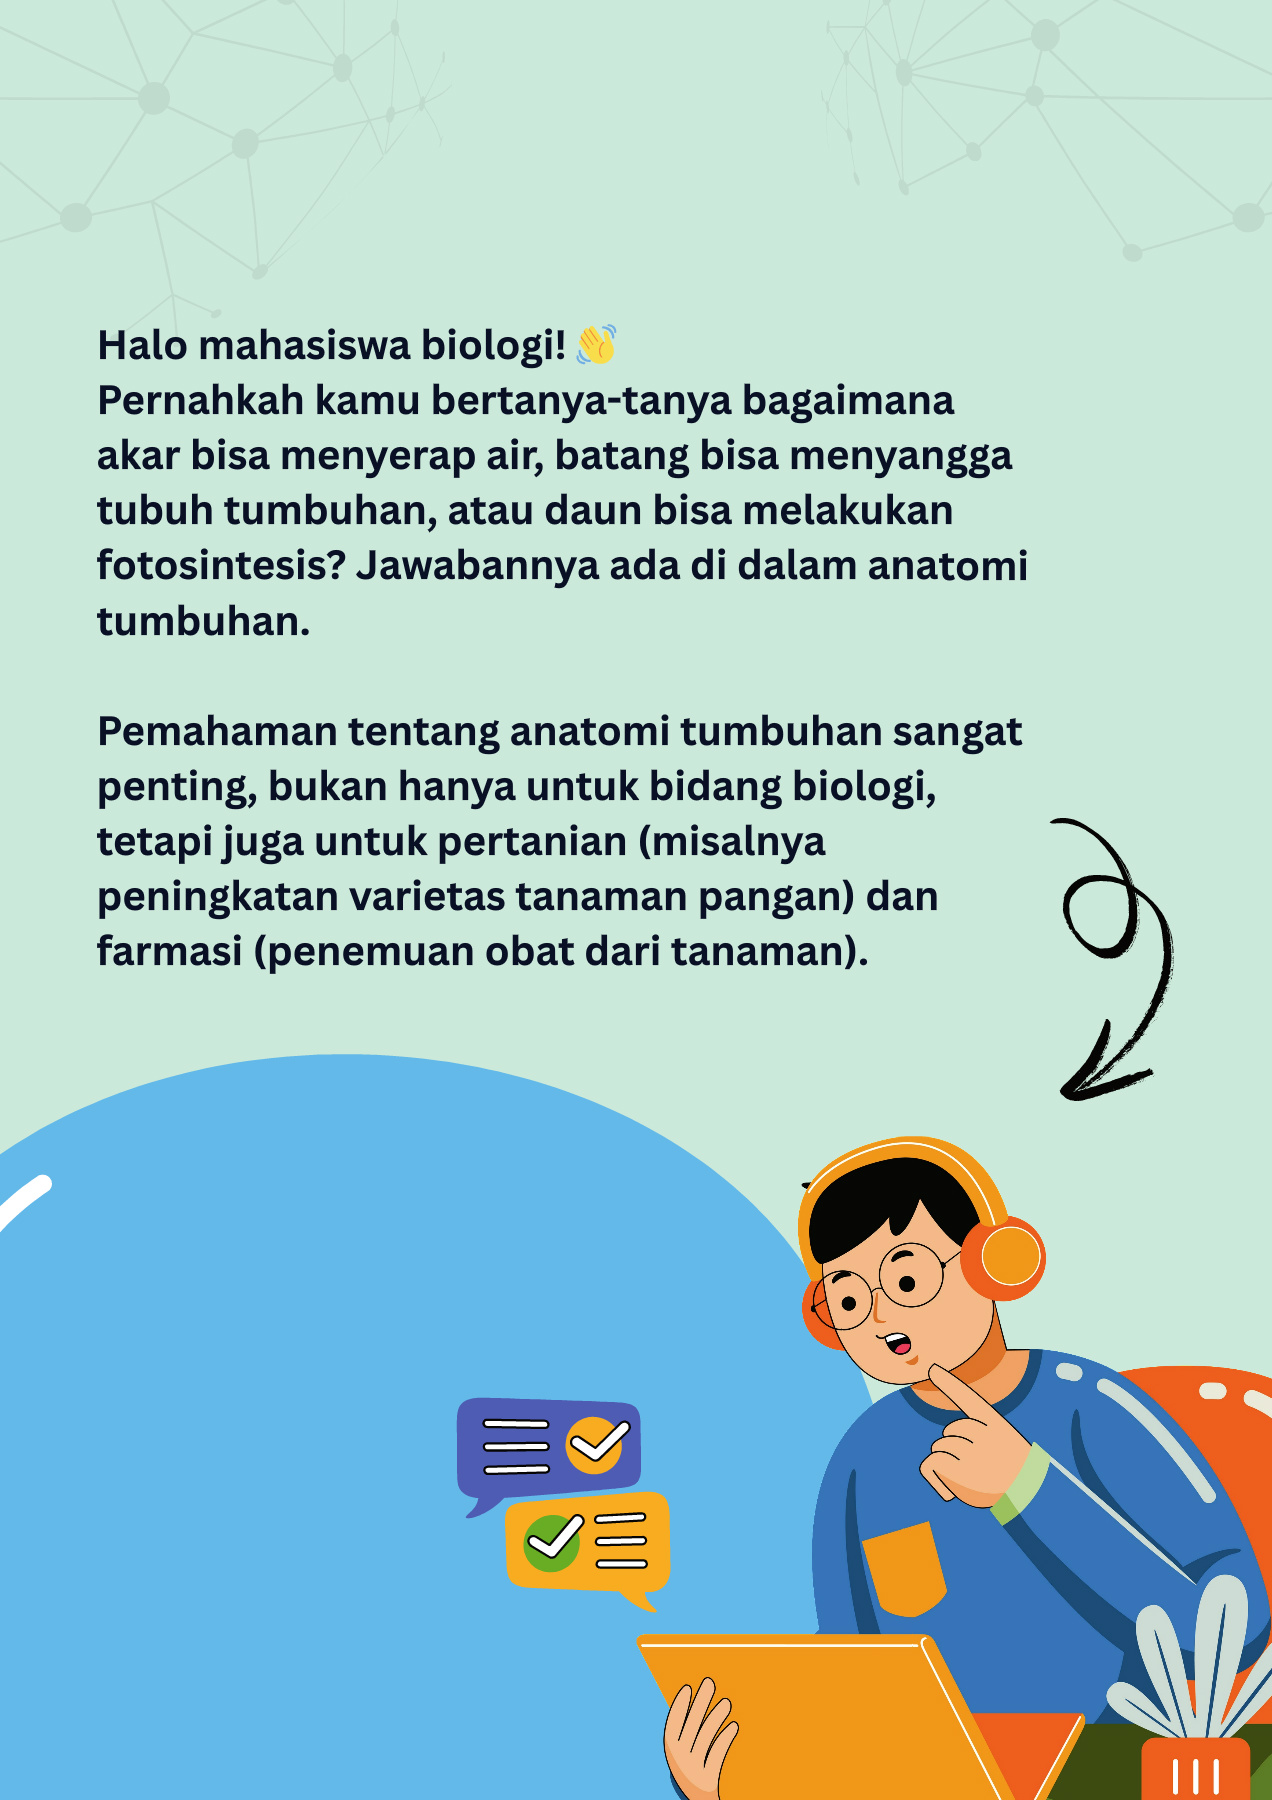 Halo mahasiswa biologi! 👋
Pernahkah kamu bertanya-tanya bagaimana
akar bisa menyerap air, batang bisa menyangga
tubuh tumbuhan, atau daun bisa melakukan
fotosintesis? Jawabannya ada di dalam anatomi
tumbuhan.
Pemahaman tentang anatomi tumbuhan sangat
penting, bukan hanya untuk bidang biologi,
tetapi juga untuk pertanian (misalnya
peningkatan varietas tanaman pangan) dan
farmasi (penemuan obat dari tanaman).